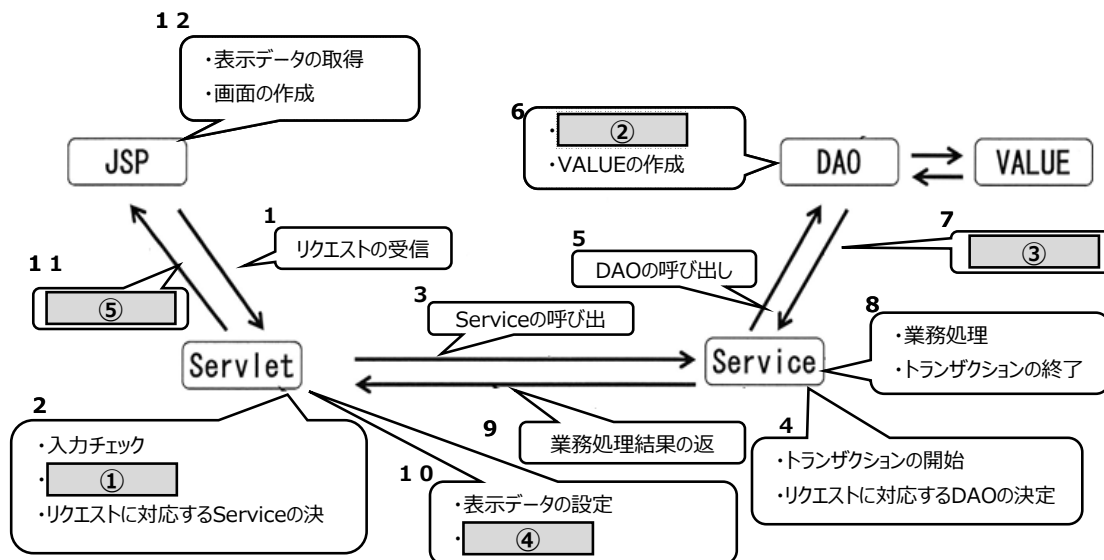 １２
・表示データの取得
・画面の作成
JSP
6
・②
・VALUEの作成
DAO
VALUE
1
リクエストの受信
7
③
5
DAOの呼び出し
１１
⑤
3
Serviceの呼び出
8
・業務処理
・トランザクションの終了
Servlet
Service
2
・入力チェック
・①
・リクエストに対応するServiceの決
9
業務処理結果の返
4
・トランザクションの開始
・リクエストに対応するDAOの決定
１０
・表示データの設定
・④